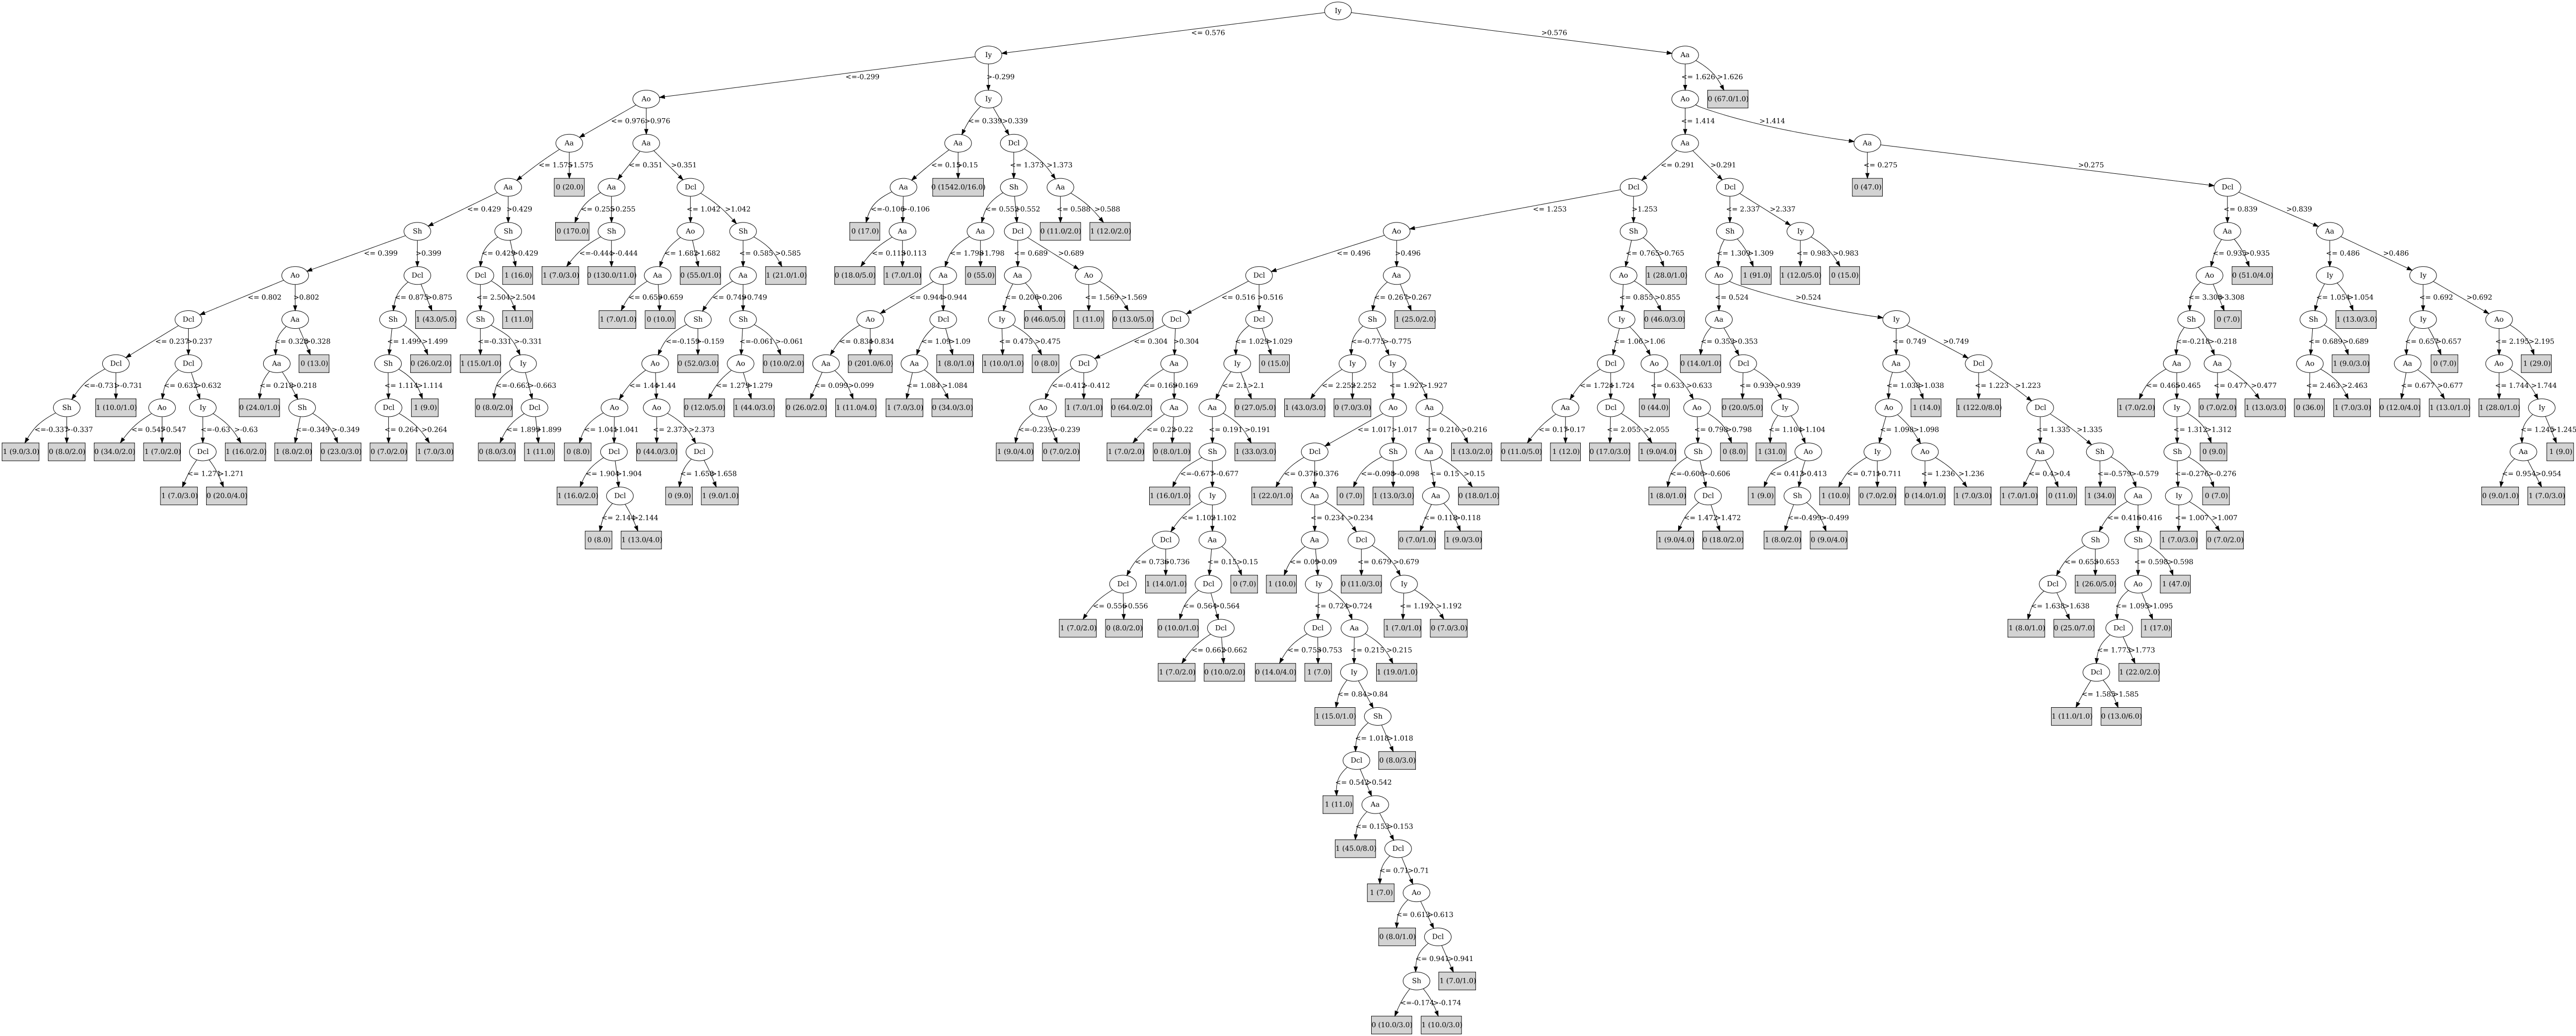 Iy
<= 0.576 >0.576
Iy Aa
<=-0.299 >-0.299 <= 1.626 >1.626
Ao Iy Ao 0 (67.0/1.0)
<= 0.976 >0.976 <= 0.339 >0.339 <= 1.414 >1.414
Aa Aa Aa Dcl Aa Aa
<= 1.575 >1.575 <= 0.351 >0.351 <= 0.15 >0.15 <= 1.373 >1.373 <= 0.291 >0.291 <= 0.275 >0.275
Aa 0 (20.0) Aa Dcl Aa 0 (1542.0/16.0) Sh Aa Dcl Dcl 0 (47.0) Dcl
<= 0.429 >0.429 <= 0.255 >0.255 <= 1.042 >1.042 <=-0.106 >-0.106 <= 0.552 >0.552 <= 0.588 >0.588 <= 1.253 >1.253 <= 2.337 >2.337 <= 0.839 >0.839
Sh Sh 0 (170.0) Sh Ao Sh 0 (17.0) Aa Aa Dcl 0 (11.0/2.0) 1 (12.0/2.0) Ao Sh Sh Iy Aa Aa
<= 0.399 >0.399 <= 0.429 >0.429 <=-0.444 >-0.444 <= 1.682 >1.682 <= 0.585 >0.585 <= 0.113 >0.113 <= 1.798 >1.798 <= 0.689 >0.689 <= 0.496 >0.496 <= 0.765 >0.765 <= 1.309 >1.309 <= 0.983 >0.983 <= 0.935 >0.935 <= 0.486 >0.486
Ao Dcl Dcl 1 (16.0) 1 (7.0/3.0) 0 (130.0/11.0) Aa 0 (55.0/1.0) Aa 1 (21.0/1.0) 0 (18.0/5.0) 1 (7.0/1.0) Aa 0 (55.0) Aa Ao Dcl Aa Ao 1 (28.0/1.0) Ao 1 (91.0) 1 (12.0/5.0) 0 (15.0) Ao 0 (51.0/4.0) Iy Iy
<= 0.802 >0.802 <= 0.875 >0.875 <= 2.504 >2.504 <= 0.659 >0.659 <= 0.749 >0.749 <= 0.944 >0.944 <= 0.206 >0.206 <= 1.569 >1.569 <= 0.516 >0.516 <= 0.267 >0.267 <= 0.855 >0.855 <= 0.524 >0.524 <= 3.308 >3.308 <= 1.054 >1.054 <= 0.692 >0.692
Dcl Aa Sh 1 (43.0/5.0) Sh 1 (11.0) 1 (7.0/1.0) 0 (10.0) Sh Sh Ao Dcl Iy 0 (46.0/5.0) 1 (11.0) 0 (13.0/5.0) Dcl Dcl Sh 1 (25.0/2.0) Iy 0 (46.0/3.0) Aa Iy Sh 0 (7.0) Sh 1 (13.0/3.0) Iy Ao
<= 0.237 >0.237 <= 0.328 >0.328 <= 1.499 >1.499 <=-0.331 >-0.331 <=-0.159 >-0.159 <=-0.061 >-0.061 <= 0.834 >0.834 <= 1.09 >1.09 <= 0.475 >0.475 <= 0.304 >0.304 <= 1.029 >1.029 <=-0.775 >-0.775 <= 1.06 >1.06 <= 0.353 >0.353 <= 0.749 >0.749 <=-0.218 >-0.218 <= 0.689 >0.689 <= 0.657 >0.657 <= 2.195 >2.195
Dcl Dcl Aa 0 (13.0) Sh 0 (26.0/2.0) 1 (15.0/1.0) Iy Ao 0 (52.0/3.0) Ao 0 (10.0/2.0) Aa 0 (201.0/6.0) Aa 1 (8.0/1.0) 1 (10.0/1.0) 0 (8.0) Dcl Aa Iy 0 (15.0) Iy Iy Dcl Ao 0 (14.0/1.0) Dcl Aa Dcl Aa Aa Ao 1 (9.0/3.0) Aa 0 (7.0) Ao 1 (29.0)
<=-0.731 >-0.731 <= 0.632 >0.632 <= 0.218 >0.218 <= 1.114 >1.114 <=-0.663 >-0.663 <= 1.44 >1.44 <= 1.279 >1.279 <= 0.099 >0.099 <= 1.084 >1.084 <=-0.412 >-0.412 <= 0.169 >0.169 <= 2.1 >2.1 <= 2.252 >2.252 <= 1.927 >1.927 <= 1.724 >1.724 <= 0.633 >0.633 <= 0.939 >0.939 <= 1.038 >1.038 <= 1.223 >1.223 <= 0.465 >0.465 <= 0.477 >0.477 <= 2.463 >2.463 <= 0.677 >0.677 <= 1.744 >1.744
Sh 1 (10.0/1.0) Ao Iy 0 (24.0/1.0) Sh Dcl 1 (9.0) 0 (8.0/2.0) Dcl Ao Ao 0 (12.0/5.0) 1 (44.0/3.0) 0 (26.0/2.0) 1 (11.0/4.0) 1 (7.0/3.0) 0 (34.0/3.0) Ao 1 (7.0/1.0) 0 (64.0/2.0) Aa Aa 0 (27.0/5.0) 1 (43.0/3.0) 0 (7.0/3.0) Ao Aa Aa Dcl 0 (44.0) Ao 0 (20.0/5.0) Iy Ao 1 (14.0) 1 (122.0/8.0) Dcl 1 (7.0/2.0) Iy 0 (7.0/2.0) 1 (13.0/3.0) 0 (36.0) 1 (7.0/3.0) 0 (12.0/4.0) 1 (13.0/1.0) 1 (28.0/1.0) Iy
<=-0.337 >-0.337 <= 0.547 >0.547 <=-0.63 >-0.63 <=-0.349 >-0.349 <= 0.264 >0.264 <= 1.899 >1.899 <= 1.041 >1.041 <= 2.373 >2.373 <=-0.239 >-0.239 <= 0.22 >0.22 <= 0.191 >0.191 <= 1.017 >1.017 <= 0.216 >0.216 <= 0.17 >0.17 <= 2.055 >2.055 <= 0.798 >0.798 <= 1.104 >1.104 <= 1.098 >1.098 <= 1.335 >1.335 <= 1.312 >1.312 <= 1.245 >1.245
1 (9.0/3.0) 0 (8.0/2.0) 0 (34.0/2.0) 1 (7.0/2.0) Dcl 1 (16.0/2.0) 1 (8.0/2.0) 0 (23.0/3.0) 0 (7.0/2.0) 1 (7.0/3.0) 0 (8.0/3.0) 1 (11.0) 0 (8.0) Dcl 0 (44.0/3.0) Dcl 1 (9.0/4.0) 0 (7.0/2.0) 1 (7.0/2.0) 0 (8.0/1.0) Sh 1 (33.0/3.0) Dcl Sh Aa 1 (13.0/2.0) 0 (11.0/5.0) 1 (12.0) 0 (17.0/3.0) 1 (9.0/4.0) Sh 0 (8.0) 1 (31.0) Ao Iy Ao Aa Sh Sh 0 (9.0) Aa 1 (9.0)
<= 1.271 >1.271 <= 1.904 >1.904 <= 1.658 >1.658 <=-0.677 >-0.677 <= 0.376 >0.376 <=-0.098 >-0.098 <= 0.15 >0.15 <=-0.606 >-0.606 <= 0.413 >0.413 <= 0.711 >0.711 <= 1.236 >1.236 <= 0.4 >0.4 <=-0.579 >-0.579 <=-0.276 >-0.276 <= 0.954 >0.954
1 (7.0/3.0) 0 (20.0/4.0) 1 (16.0/2.0) Dcl 0 (9.0) 1 (9.0/1.0) 1 (16.0/1.0) Iy 1 (22.0/1.0) Aa 0 (7.0) 1 (13.0/3.0) Aa 0 (18.0/1.0) 1 (8.0/1.0) Dcl 1 (9.0) Sh 1 (10.0) 0 (7.0/2.0) 0 (14.0/1.0) 1 (7.0/3.0) 1 (7.0/1.0) 0 (11.0) 1 (34.0) Aa Iy 0 (7.0) 0 (9.0/1.0) 1 (7.0/3.0)
<= 2.144 >2.144 <= 1.102 >1.102 <= 0.234 >0.234 <= 0.118 >0.118 <= 1.472 >1.472 <=-0.499 >-0.499 <= 0.416 >0.416 <= 1.007 >1.007
0 (8.0) 1 (13.0/4.0) Dcl Aa Aa Dcl 0 (7.0/1.0) 1 (9.0/3.0) 1 (9.0/4.0) 0 (18.0/2.0) 1 (8.0/2.0) 0 (9.0/4.0) Sh Sh 1 (7.0/3.0) 0 (7.0/2.0)
<= 0.736 >0.736 <= 0.15 >0.15 <= 0.09 >0.09 <= 0.679 >0.679 <= 0.653 >0.653 <= 0.598 >0.598
Dcl 1 (14.0/1.0) Dcl 0 (7.0) 1 (10.0) Iy 0 (11.0/3.0) Iy Dcl 1 (26.0/5.0) Ao 1 (47.0)
<= 0.556 >0.556 <= 0.564 >0.564 <= 0.724 >0.724 <= 1.192 >1.192 <= 1.638 >1.638 <= 1.095 >1.095
1 (7.0/2.0) 0 (8.0/2.0) 0 (10.0/1.0) Dcl Dcl Aa 1 (7.0/1.0) 0 (7.0/3.0) 1 (8.0/1.0) 0 (25.0/7.0) Dcl 1 (17.0)
<= 0.662 >0.662 <= 0.753 >0.753 <= 0.215 >0.215 <= 1.773 >1.773
1 (7.0/2.0) 0 (10.0/2.0) 0 (14.0/4.0) 1 (7.0) Iy 1 (19.0/1.0) Dcl 1 (22.0/2.0)
<= 0.84 >0.84 <= 1.585 >1.585
1 (15.0/1.0) Sh 1 (11.0/1.0) 0 (13.0/6.0)
<= 1.018 >1.018
Dcl 0 (8.0/3.0)
<= 0.542 >0.542
1 (11.0) Aa
<= 0.153 >0.153
1 (45.0/8.0) Dcl
<= 0.71 >0.71
1 (7.0) Ao
<= 0.613 >0.613
0 (8.0/1.0) Dcl
<= 0.941 >0.941
Sh 1 (7.0/1.0)
<=-0.174 >-0.174
0 (10.0/3.0) 1 (10.0/3.0)